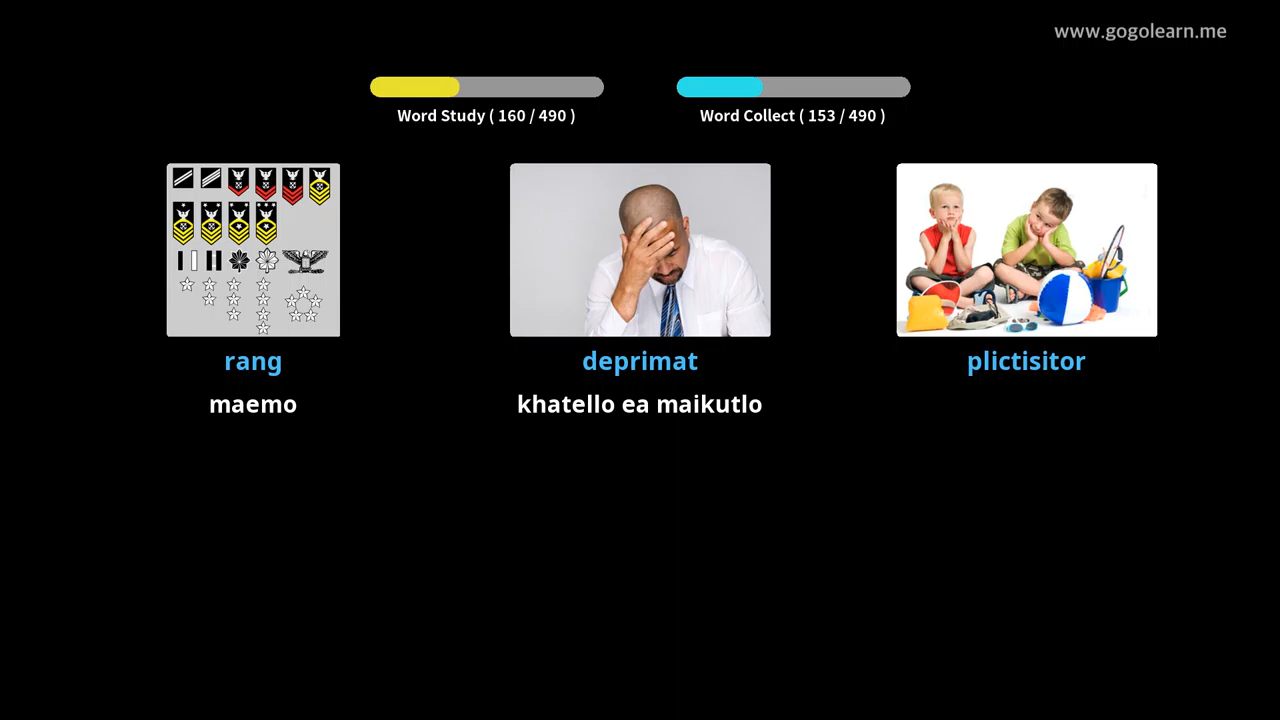 www.gogolearn.me
Word Study ( 160 / 490 )
Word Collect ( 153 / 490 )
rang
deprimat
plictisitor
maemo
khatello ea maikutlo